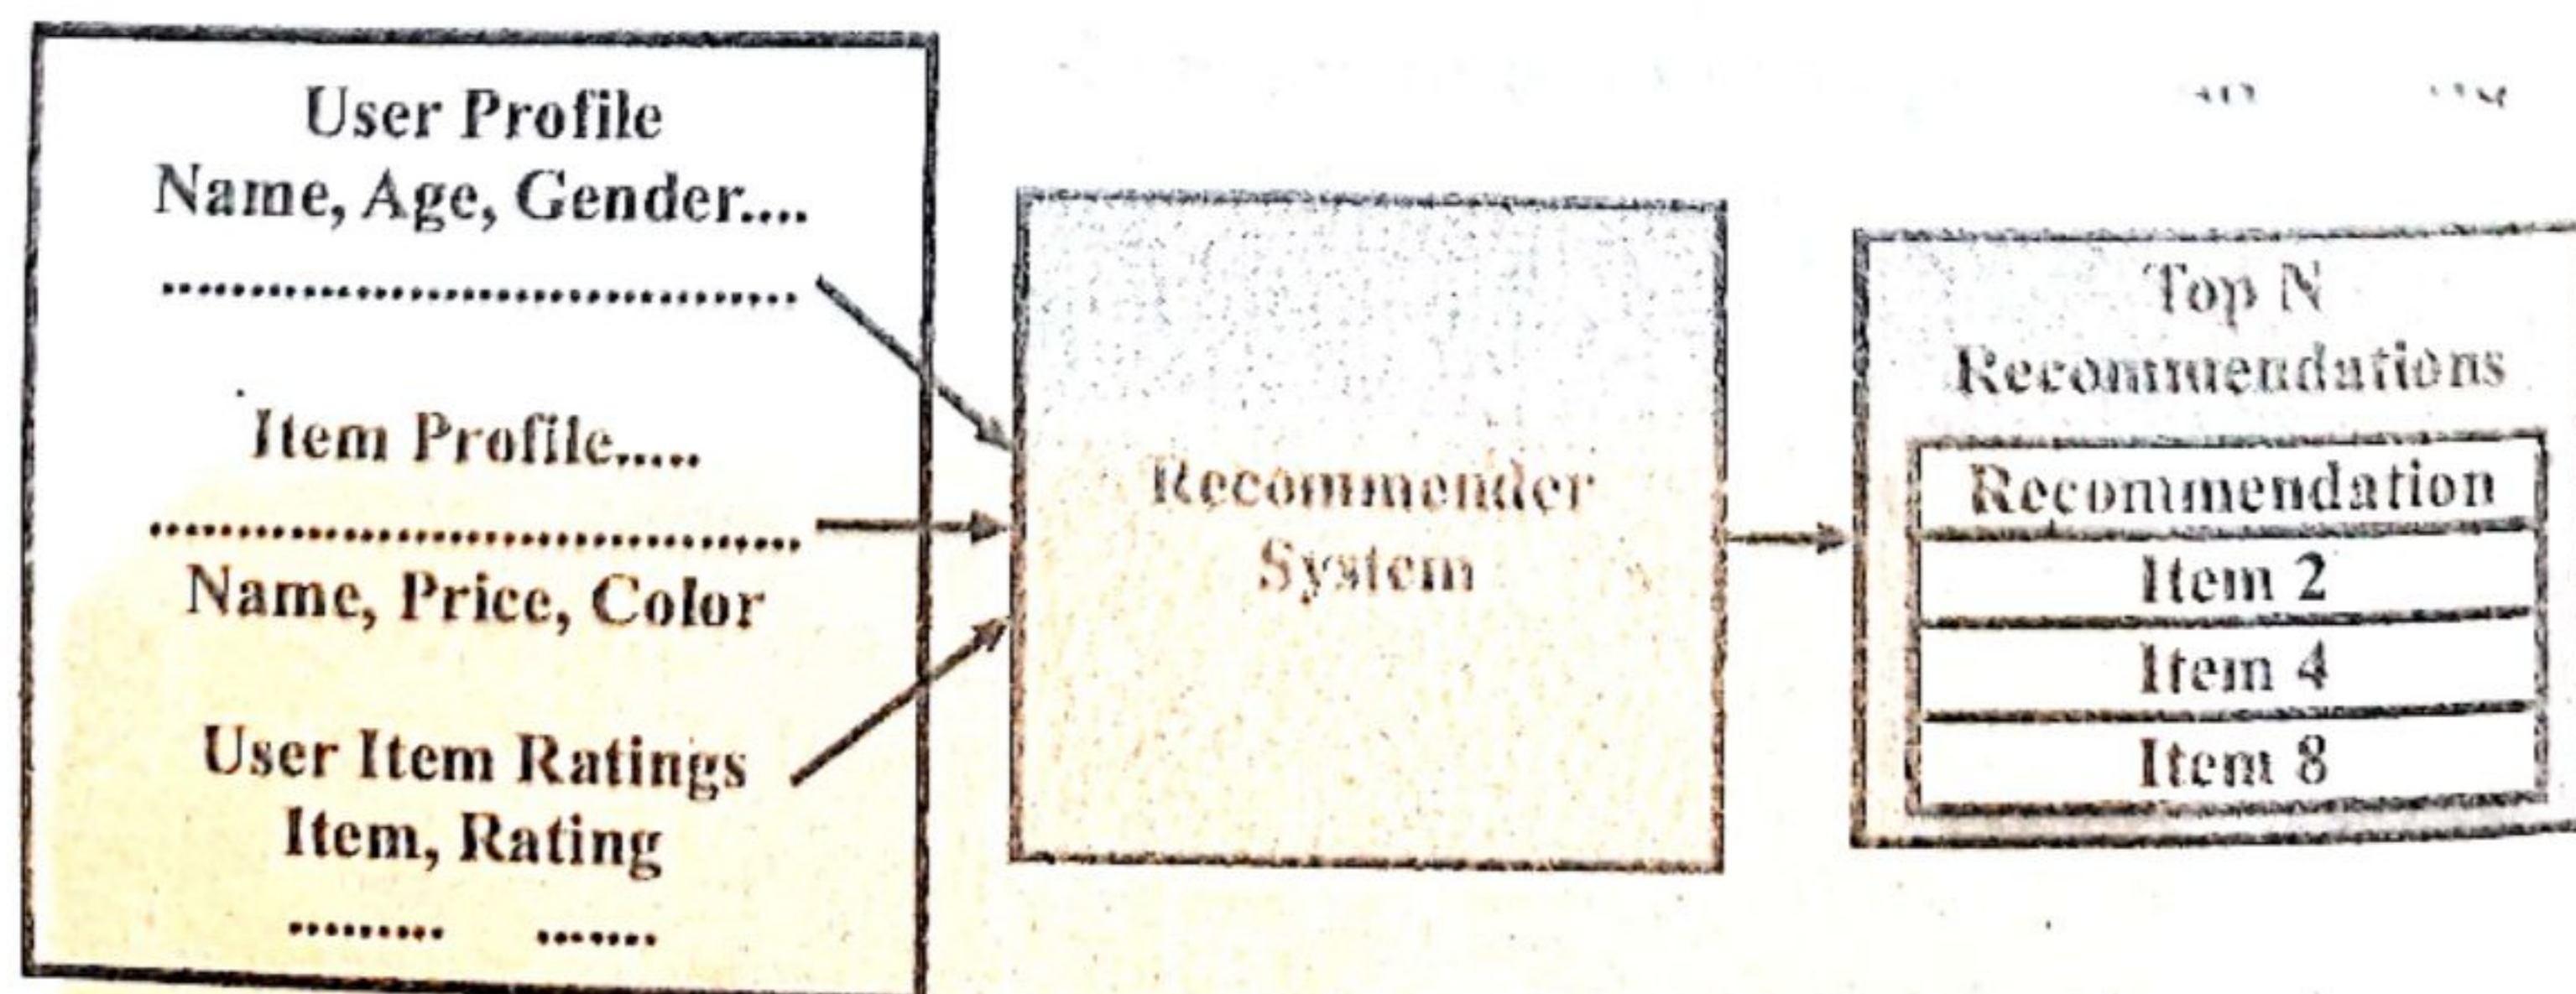 User Profile
Name, Age, Gender....
....................................
Item Profile.....
.....................................
Name, Price, Color
User Item Ratings
Item, Rating
......... .......
Recommender
System
Top N
Recommendations
Recommendation
Item 2
Item 4
Item 8